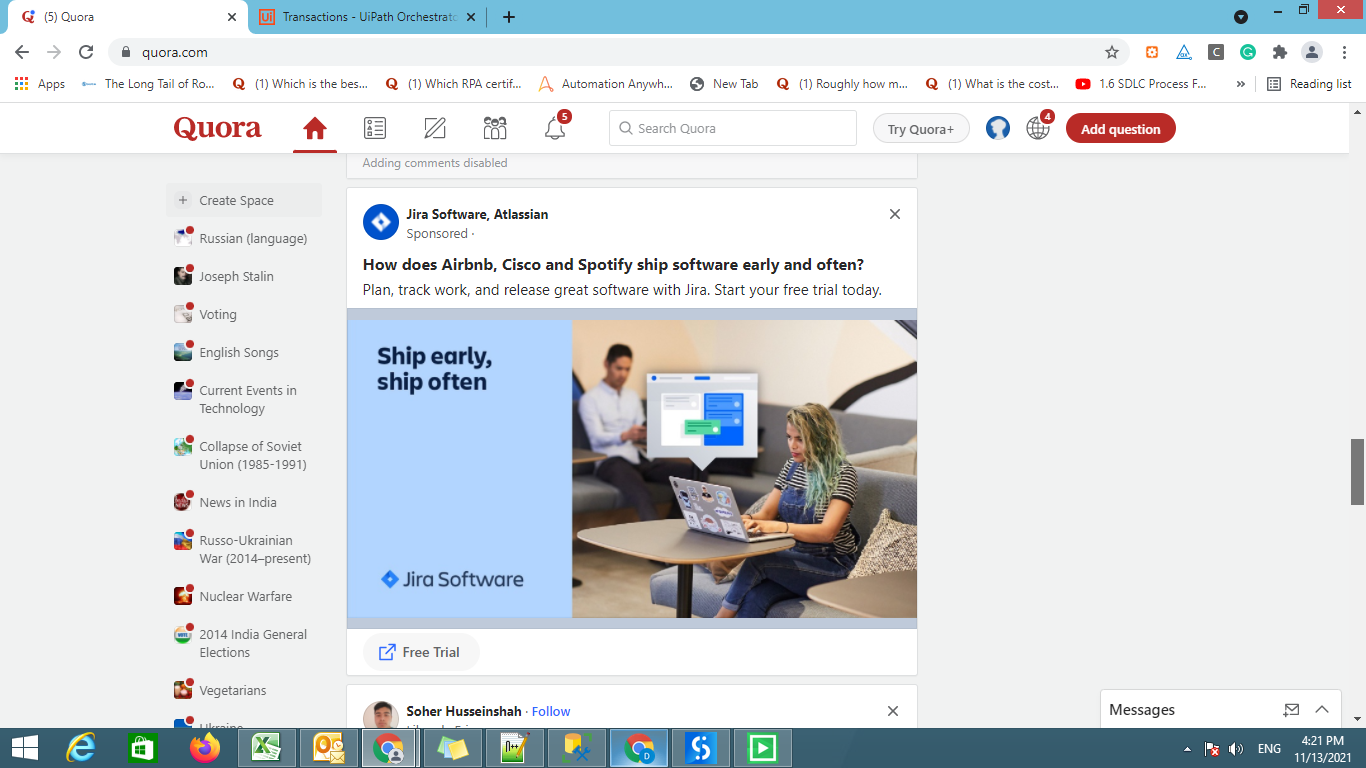 (5) Quora
Transactions - UiPath Orchestrato
quora.com
Apps
The Long Tail of Ro...
(1) Which is the bes...
(1) Which RPA certif...
Automation Anywh...
New Tab
(1) Roughly how m...
(1) What is the cost...
1.6 SDLC Process F...
»
Reading list
Quora
5
Search Quora
Try Quora+
4
Add question
Adding comments disabled
Create Space
Russian (language)
Joseph Stalin
Voting
English Songs
Current Events in
Technology
Collapse of Soviet
Union (1985-1991)
News in India
Russo-Ukrainian
War (2014–present)
Nuclear Warfare
2014 India General
Elections
Vegetarians
Ukraine
Jira Software, Atlassian
Sponsored ·
How does Airbnb, Cisco and Spotify ship software early and often?
Plan, track work, and release great software with Jira. Start your free trial today.
Ship early,
ship often
Jira Software
Free Trial
Soher Husseinshah · Follow
Messages
ENG
4:21 PM
11/13/2021